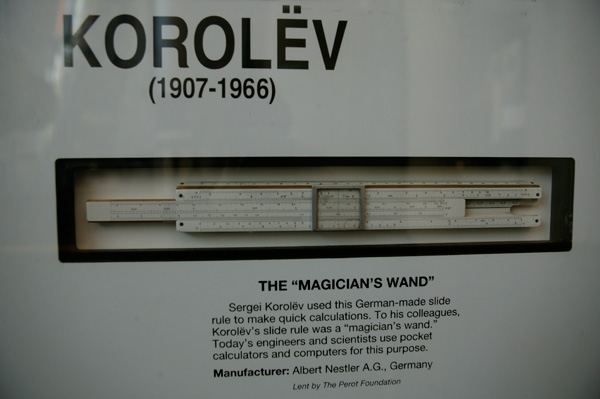 KOROLËV
(1907-1966)
THE “MAGICIAN’S WAND”
Sergei Korolëv used this German-made slide
rule to make quick calculations. To his colleagues,
Korolëv’s slide rule was a “magician’s wand.”
Today’s engineers and scientists use pocket
calculators and computers for this purpose.
Manufacturer: Albert Nestler A.G., Germany
Lent by The Perot Foundation